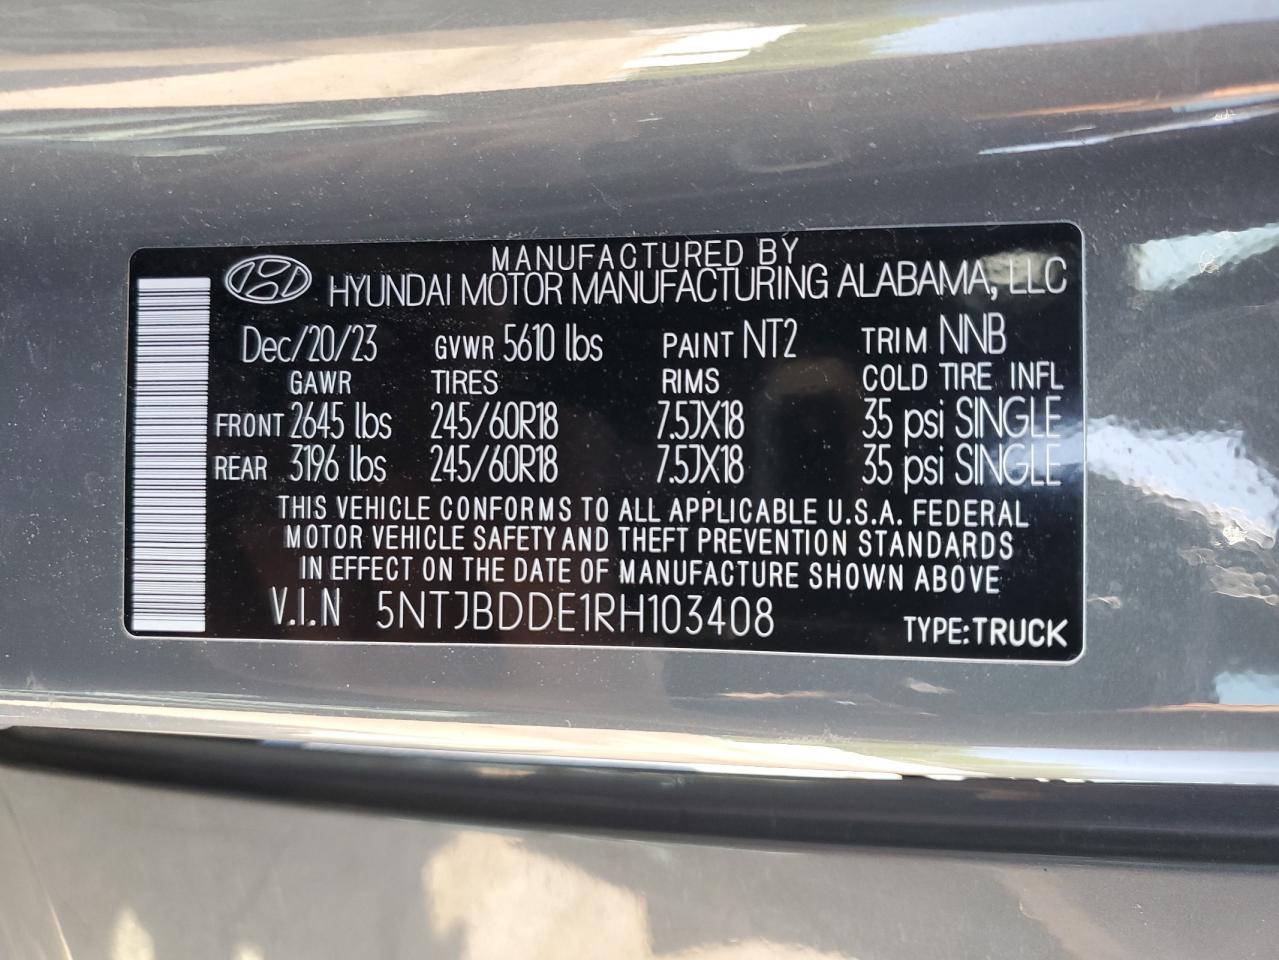 MANUFACTURED BY
HYUNDAI MOTOR MANUFACTURING ALABAMA, LLC
Dec/20/23 GVWR 5610 lbs PAINT NT2 TRIM NNB
GAWR TIRES RIMS COLD TIRE INFL
FRONT 2645 lbs 245/60R18 7.5JX18 35 psi SINGLE
REAR 3196 lbs 245/60R18 7.5JX18 35 psi SINGLE
THIS VEHICLE CONFORMS TO ALL APPLICABLE U.S.A. FEDERAL
MOTOR VEHICLE SAFETY AND THEFT PREVENTION STANDARDS
IN EFFECT ON THE DATE OF MANUFACTURE SHOWN ABOVE
V.I.N 5NTJBDDE1RH103408
TYPE:TRUCK